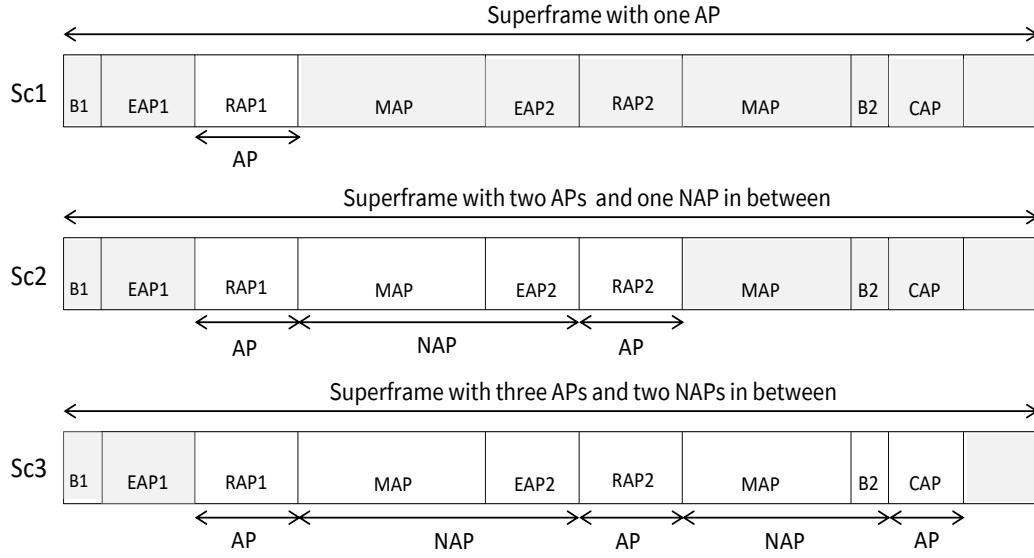 Superframe with one AP
Sc1 B1 EAP1 RAP1 MAP EAP2 RAP2 MAP B2 CAP
AP
Superframe with two APs and one NAP in between
Sc2 B1 EAP1 RAP1 MAP EAP2 RAP2 MAP B2 CAP
AP NAP AP
Superframe with three APs and two NAPs in between
Sc3 B1 EAP1 RAP1 MAP EAP2 RAP2 MAP B2 CAP
AP NAP AP NAP AP